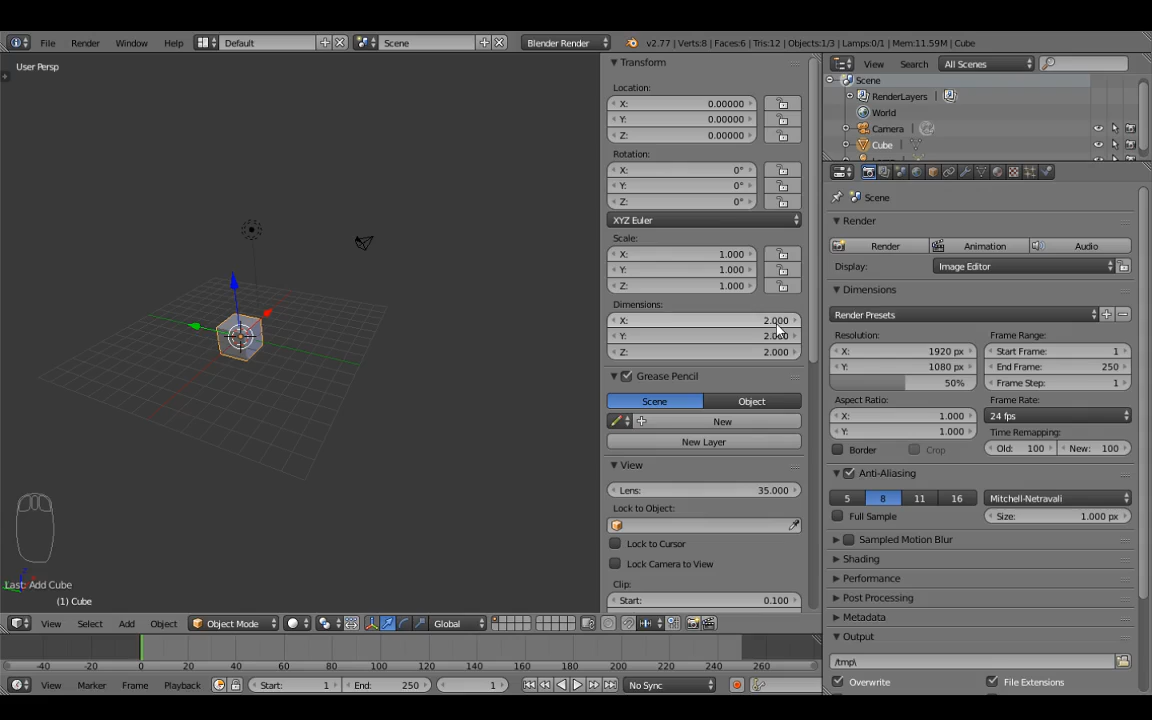 File Render Window Help Default Scene Blender Render v2.77 | Verts:8 | Faces:6 | Tris:12 | Objects:1/3 | Lamps:0/1 | Mem:11.59M | Cube
User Persp
Transform
Location:
X: 0.00000
Y: 0.00000
Z: 0.00000
Rotation:
X: 0°
Y: 0°
Z: 0°
XYZ Euler
Scale:
X: 1.000
Y: 1.000
Z: 1.000
Dimensions:
X: 2.000
Y: 2.000
Z: 2.000
Grease Pencil
Scene Object
New
New Layer
View
Lens: 35.000
Lock to Object:
Lock to Cursor
Lock Camera to View
Clip:
Start: 0.100
View Search All Scenes
Scene
RenderLayers
World
Camera
Cube
Scene
Render
Render Animation Audio
Display: Image Editor
Dimensions
Render Presets
Resolution: Frame Range:
X: 1920 px Start Frame: 1
Y: 1080 px End Frame: 250
50% Frame Step: 1
Aspect Ratio: Frame Rate:
X: 1.000 24 fps
Y: 1.000 Time Remapping:
Border Crop Old: 100 New: 100
Anti-Aliasing
5 8 11 16 Mitchell-Netravali
Full Sample Size: 1.000 px
Sampled Motion Blur
Shading
Performance
Post Processing
Metadata
Output
/tmp\
Overwrite File Extensions
Last: Add Cube
(1) Cube
View Select Add Object Object Mode Global
-40 -20 0 20 40 60 80 100 120 140 160 180 200 220 240 260
View Marker Frame Playback Start: 1 End: 250 1 No Sync